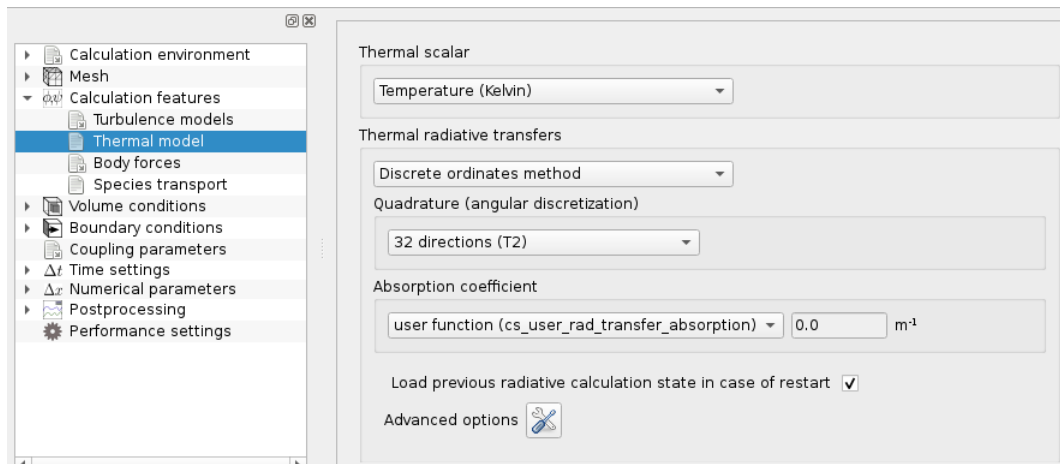 Calculation environment
Mesh
φψ Calculation features
Turbulence models
Thermal model
Body forces
Species transport
Volume conditions
Boundary conditions
Coupling parameters
Δt Time settings
Δx Numerical parameters
Postprocessing
Performance settings
Thermal scalar
Temperature (Kelvin)
Thermal radiative transfers
Discrete ordinates method
Quadrature (angular discretization)
32 directions (T2)
Absorption coefficient
user function (cs_user_rad_transfer_absorption) 0.0 m⁻¹
Load previous radiative calculation state in case of restart
Advanced options